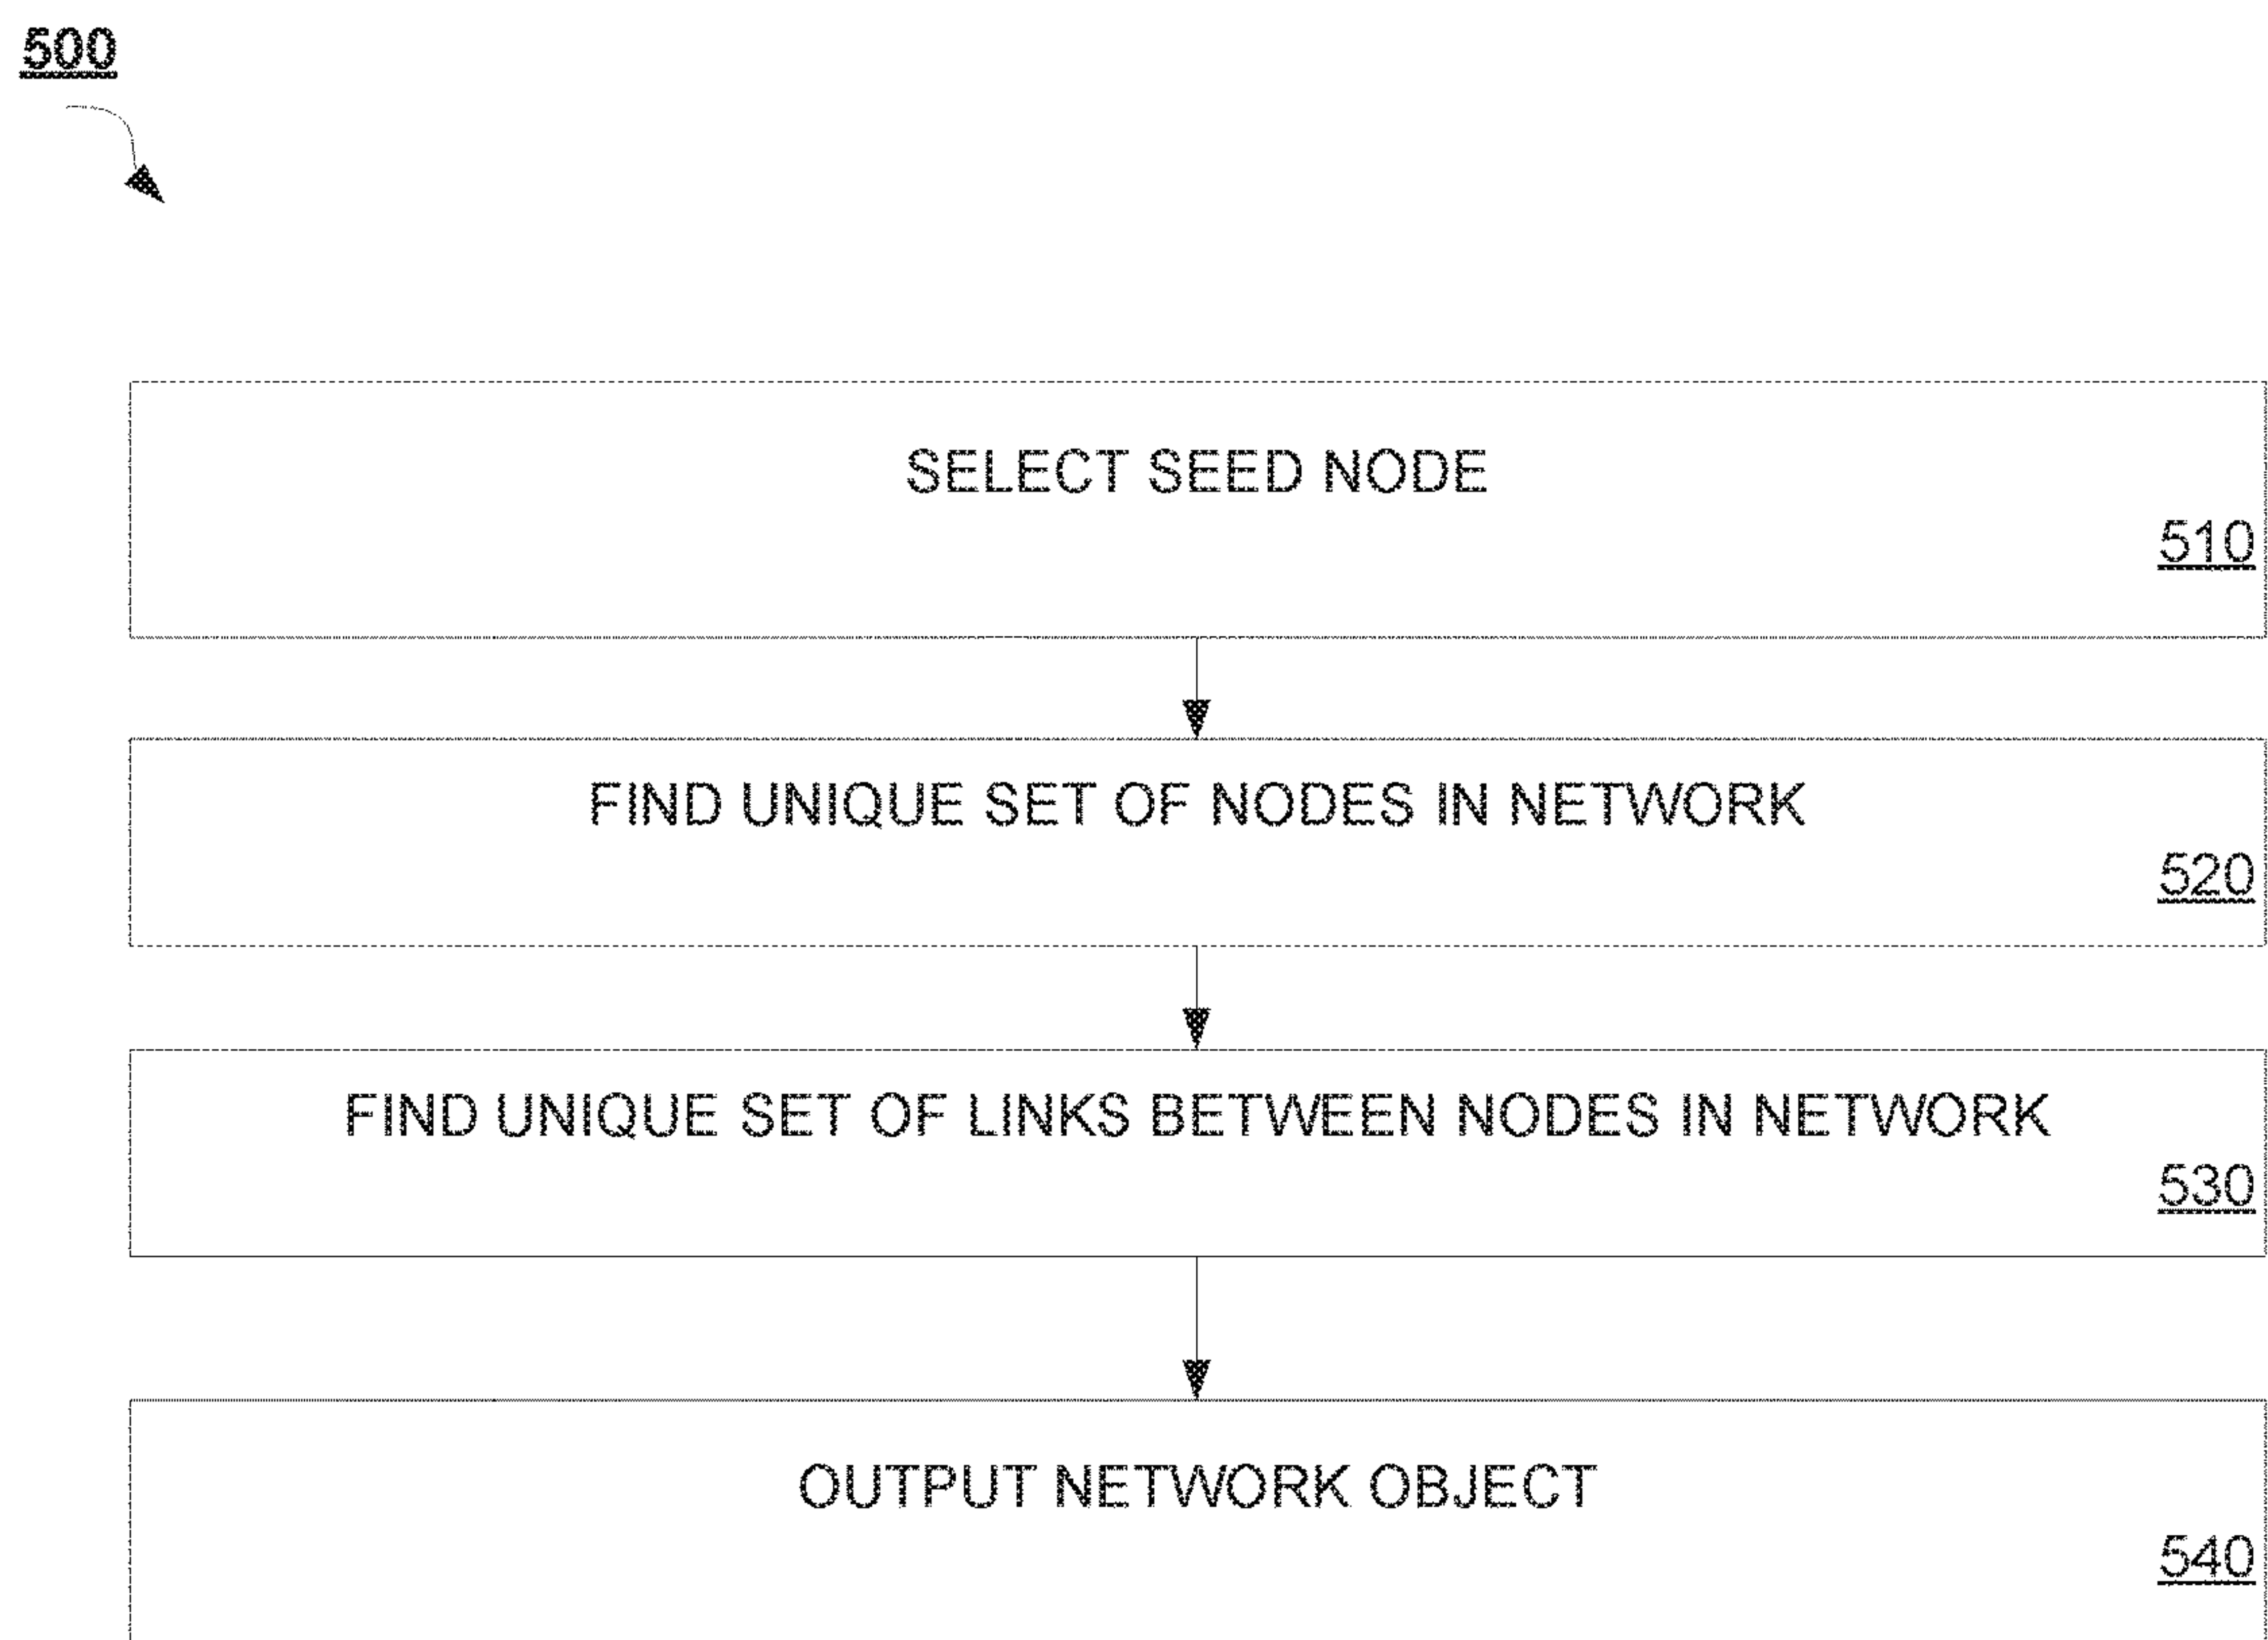 500
SELECT SEED NODE
510
FIND UNIQUE SET OF NODES IN NETWORK
520
FIND UNIQUE SET OF LINKS BETWEEN NODES IN NETWORK
530
OUTPUT NETWORK OBJECT
540